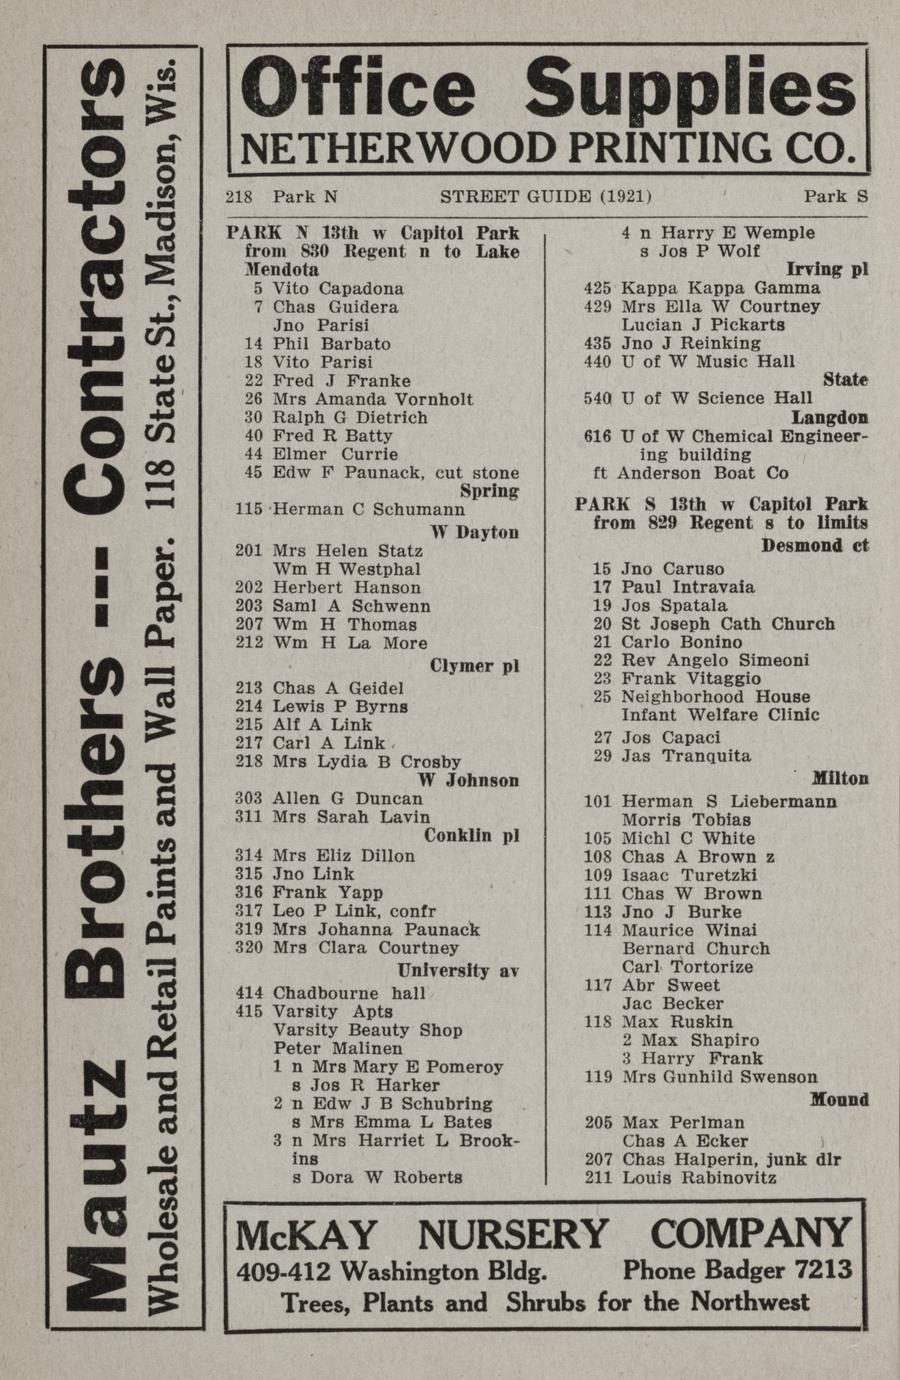 Mautz Brothers --- Contractors
Wholesale and Retail Paints and Wall Paper. 118 State St., Madison, Wis.
Office Supplies
NETHERWOOD PRINTING CO.
218 Park N STREET GUIDE (1921) Park S
PARK N 13th w Capitol Park
from 830 Regent n to Lake
Mendota
5 Vito Capadona
7 Chas Guidera
Jno Parisi
14 Phil Barbato
18 Vito Parisi
22 Fred J Franke
26 Mrs Amanda Vornholt
30 Ralph G Dietrich
40 Fred R Batty
44 Elmer Currie
45 Edw F Paunack, cut stone
Spring
115 Herman C Schumann
W Dayton
201 Mrs Helen Statz
Wm H Westphal
202 Herbert Hanson
203 Saml A Schwenn
207 Wm H Thomas
212 Wm H La More
Clymer pl
213 Chas A Geidel
214 Lewis P Byrns
215 Alf A Link
217 Carl A Link
218 Mrs Lydia B Crosby
W Johnson
303 Allen G Duncan
311 Mrs Sarah Lavin
Conklin pl
314 Mrs Eliz Dillon
315 Jno Link
316 Frank Yapp
317 Leo P Link, confr
319 Mrs Johanna Paunack
320 Mrs Clara Courtney
University av
414 Chadbourne hall
415 Varsity Apts
Varsity Beauty Shop
Peter Malinen
1 n Mrs Mary E Pomeroy
s Jos R Harker
2 n Edw J B Schubring
s Mrs Emma L Bates
3 n Mrs Harriet L Brook-
ins
s Dora W Roberts
4 n Harry E Wemple
s Jos P Wolf
Irving pl
425 Kappa Kappa Gamma
429 Mrs Ella W Courtney
Lucian J Pickarts
435 Jno J Reinking
440 U of W Music Hall
State
540 U of W Science Hall
Langdon
616 U of W Chemical Engineer-
ing building
ft Anderson Boat Co
PARK S 13th w Capitol Park
from 829 Regent s to limits
Desmond ct
15 Jno Caruso
17 Paul Intravaia
19 Jos Spatala
20 St Joseph Cath Church
21 Carlo Bonino
22 Rev Angelo Simeoni
23 Frank Vitaggio
25 Neighborhood House
Infant Welfare Clinic
27 Jos Capaci
29 Jas Tranquita
Milton
101 Herman S Liebermann
Morris Tobias
105 Michl C White
108 Chas A Brown z
109 Isaac Turetzki
111 Chas W Brown
113 Jno J Burke
114 Maurice Winai
Bernard Church
Carl Tortorize
117 Abr Sweet
Jac Becker
118 Max Ruskin
2 Max Shapiro
3 Harry Frank
119 Mrs Gunhild Swenson
Mound
205 Max Perlman
Chas A Ecker
207 Chas Halperin, junk dlr
211 Louis Rabinovitz
McKAY NURSERY COMPANY
409-412 Washington Bldg. Phone Badger 7213
Trees, Plants and Shrubs for the Northwest